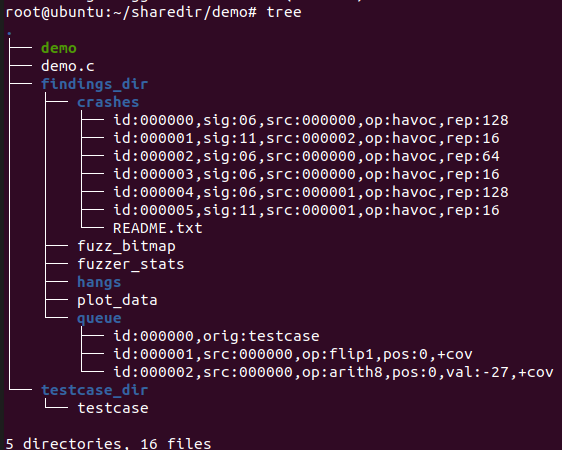 root@ubuntu:~/sharedir/demo# tree
.
├── demo
├── demo.c
├── findings_dir
│   ├── crashes
│   │   ├── id:000000,sig:06,src:000000,op:havoc,rep:128
│   │   ├── id:000001,sig:11,src:000002,op:havoc,rep:16
│   │   ├── id:000002,sig:06,src:000000,op:havoc,rep:64
│   │   ├── id:000003,sig:06,src:000000,op:havoc,rep:16
│   │   ├── id:000004,sig:06,src:000001,op:havoc,rep:128
│   │   ├── id:000005,sig:11,src:000001,op:havoc,rep:16
│   │   └── README.txt
│   ├── fuzz_bitmap
│   ├── fuzzer_stats
│   ├── hangs
│   ├── plot_data
│   └── queue
│       ├── id:000000,orig:testcase
│       ├── id:000001,src:000000,op:flip1,pos:0,+cov
│       └── id:000002,src:000000,op:arith8,pos:0,val:-27,+cov
└── testcase_dir
    └── testcase

5 directories, 16 files